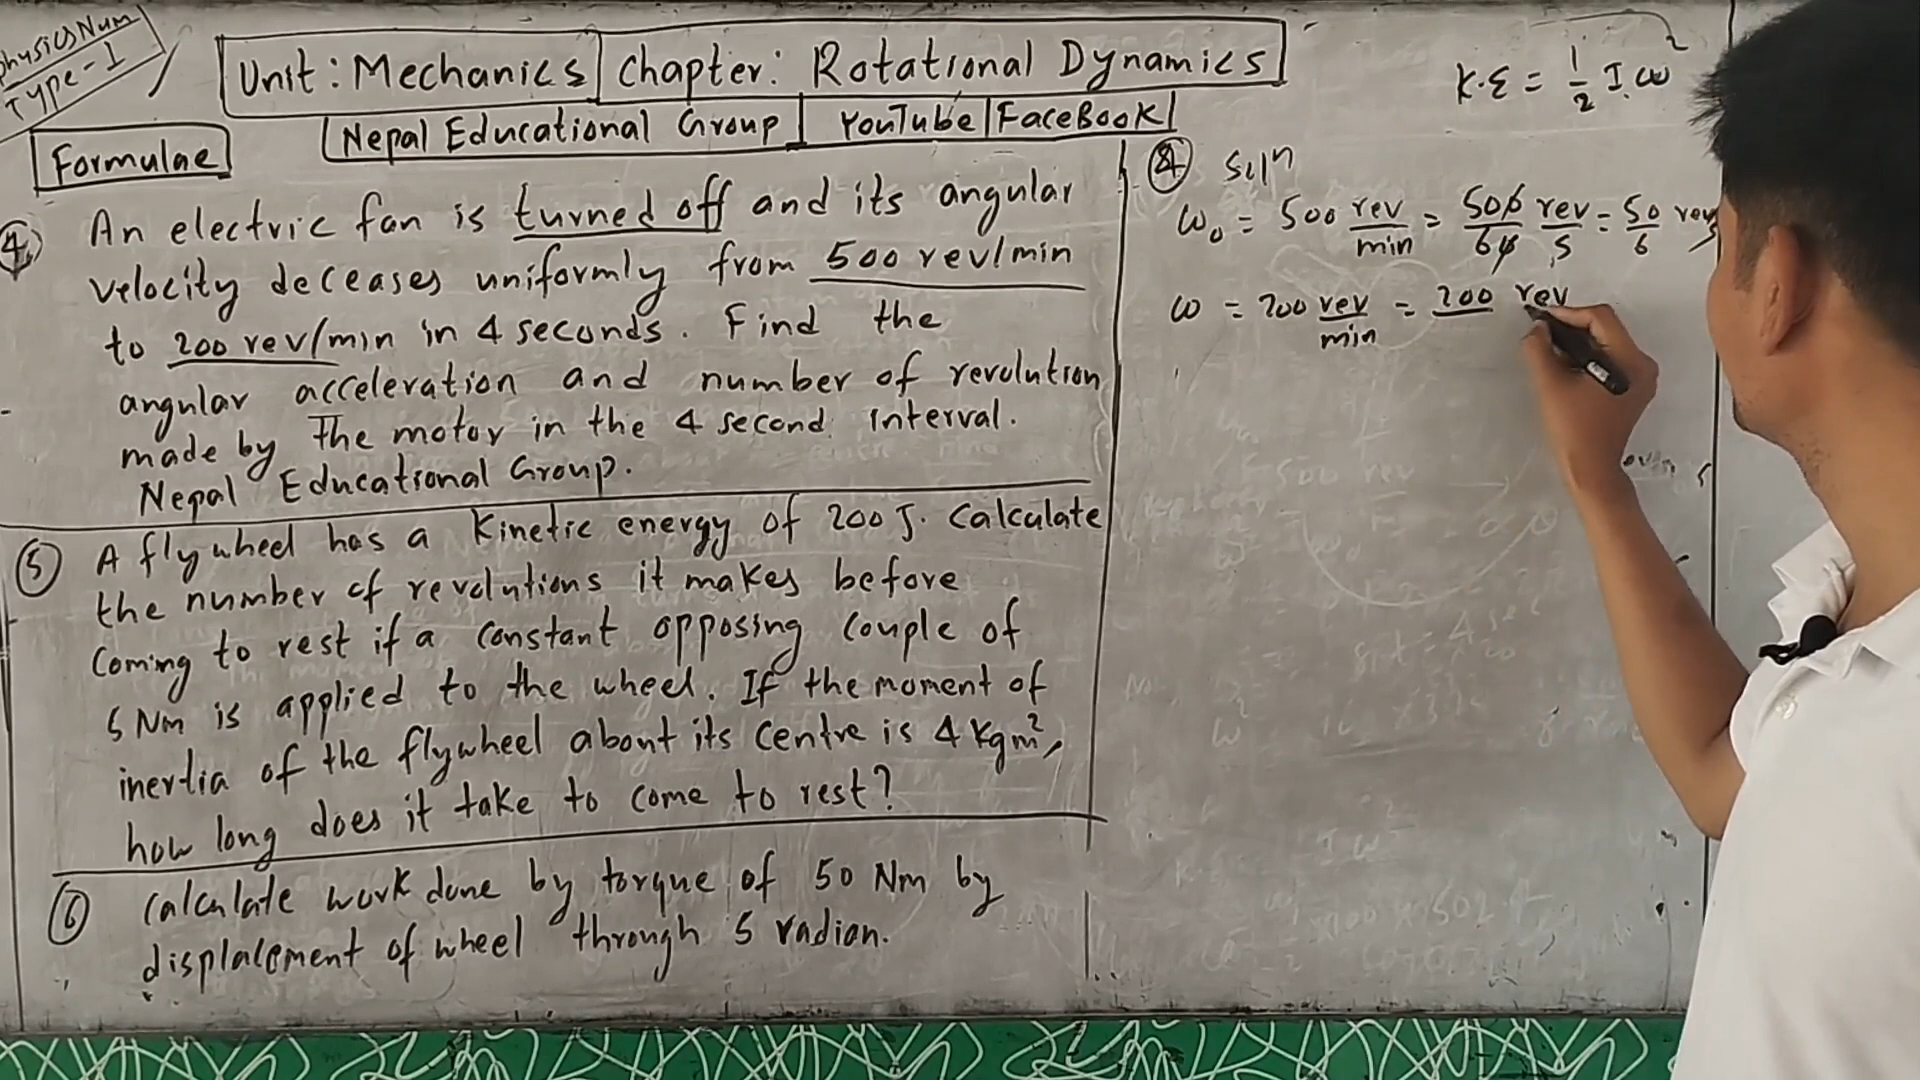 PhysicsNum
Type-I
Unit: Mechanics Chapter: Rotational Dynamics
Nepal Educational Group YouTube FaceBook
Formulae
K.E = 1/2 I ω²
4) An electric fan is turned off and its angular
velocity deceases uniformly from 500 rev/min
to 200 rev/min in 4 seconds. Find the
angular acceleration and number of revolution
made by the motor in the 4 second interval.
Nepal Educational Group.
5) A flywheel has a Kinetic energy of 200J. Calculate
the number of revolutions it makes before
coming to rest if a constant opposing couple of
5 Nm is applied to the wheel. If the moment of
inertia of the flywheel about its centre is 4 Kgm²,
how long does it take to come to rest?
6) Calculate work done by torque of 50 Nm by
displacement of wheel through 5 radian.
4) Solⁿ
ω₀ = 500 rev/min = 500/60 rev/s = 50/6 rev/s
ω = 200 rev/min = 200 rev